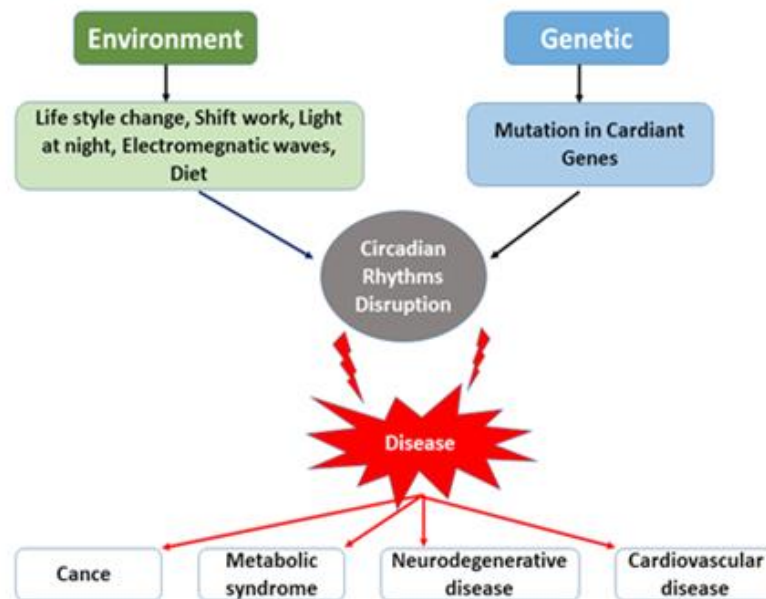 Environment
Genetic
Life style change, Shift work, Light
at night, Electromegnatic waves,
Diet
Mutation in Cardiant
Genes
Circadian
Rhythms
Disruption
Disease
Cance
Metabolic
syndrome
Neurodegenerative
disease
Cardiovascular
disease